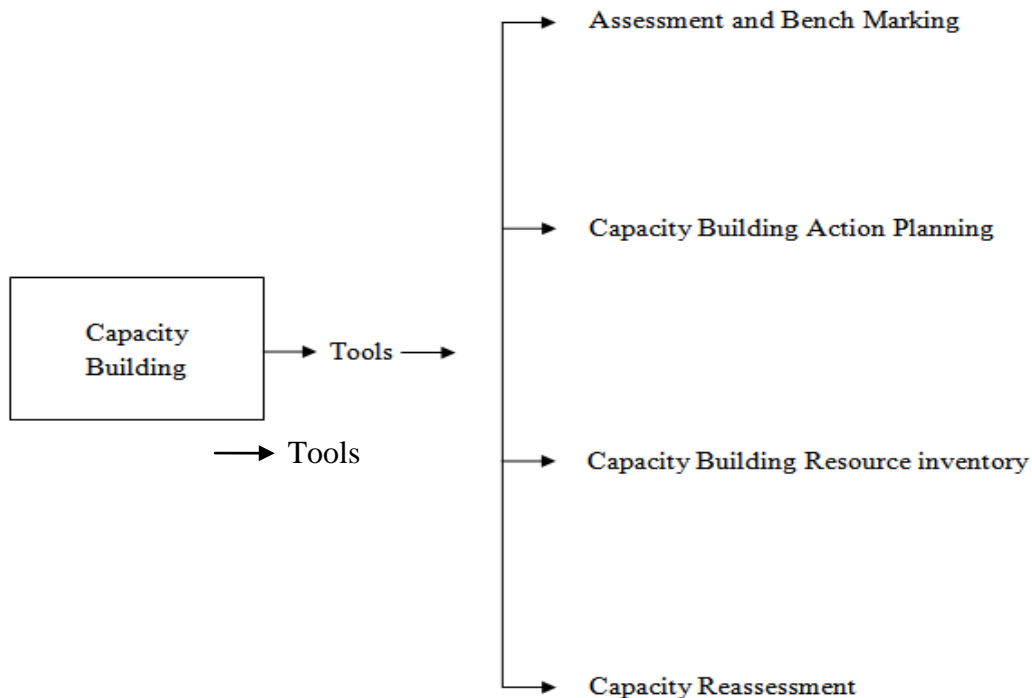 Assessment and Bench Marking
Capacity Building Action Planning
Capacity
Building
Tools
Tools
Capacity Building Resource inventory
Capacity Reassessment